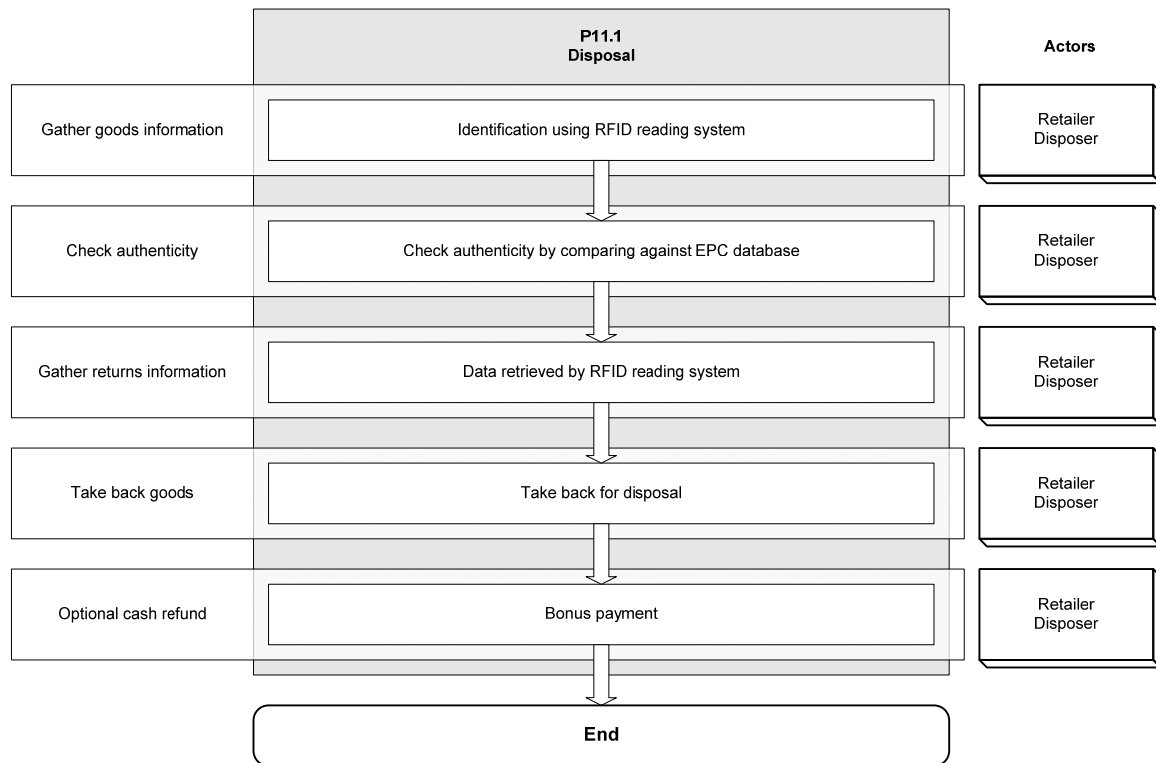 P11.1
Disposal
Actors
Gather goods information
Identification using RFID reading system
Retailer
Disposer
Check authenticity
Check authenticity by comparing against EPC database
Retailer
Disposer
Gather returns information
Data retrieved by RFID reading system
Retailer
Disposer
Take back goods
Take back for disposal
Retailer
Disposer
Optional cash refund
Bonus payment
Retailer
Disposer
End